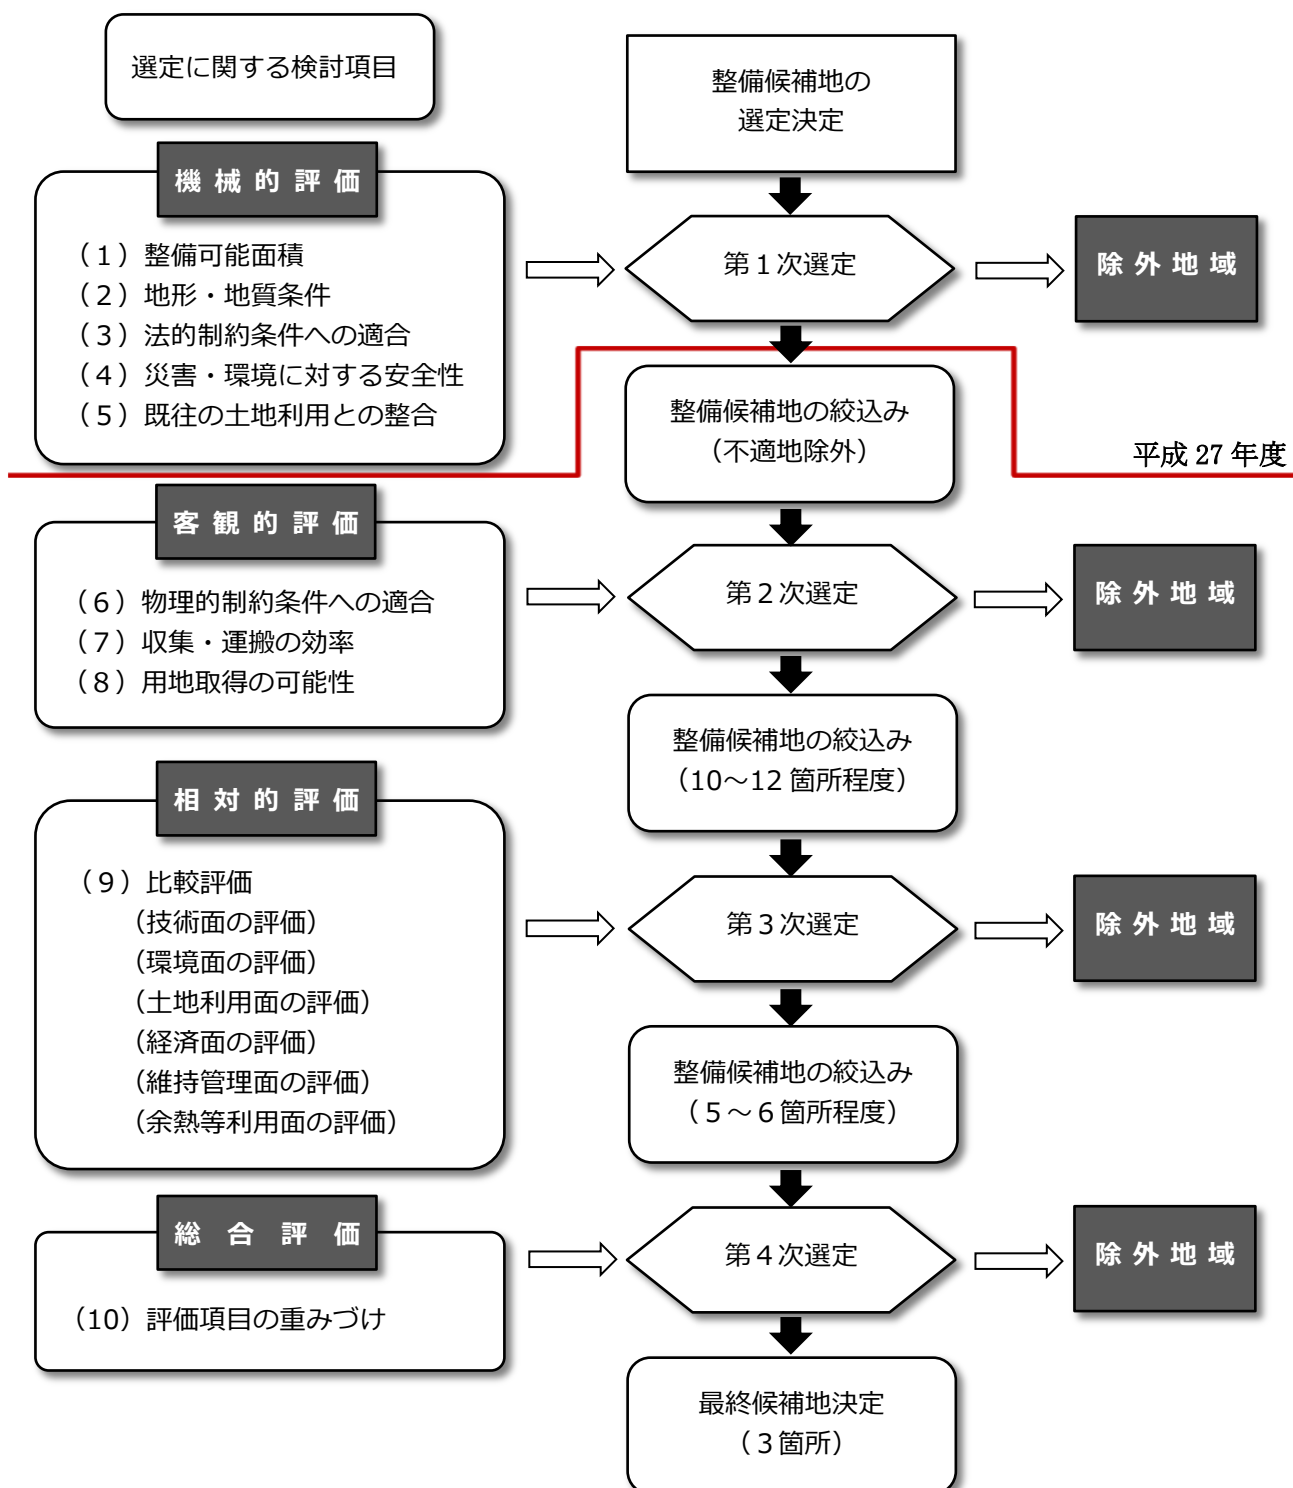 選定に関する検討項目
整備候補地の
選定決定
機械的評価
(1)整備可能面積
(2)地形・地質条件
(3)法的制約条件への適合
(4)災害・環境に対する安全性
(5)既往の土地利用との整合
第1次選定
除外地域
整備候補地の絞込み
(不適地除外)
平成 27 年度
客観的評価
(6)物理的制約条件への適合
(7)収集・運搬の効率
(8)用地取得の可能性
第2次選定
除外地域
整備候補地の絞込み
(10~12 箇所程度)
相対的評価
(9)比較評価
(技術面の評価)
(環境面の評価)
(土地利用面の評価)
(経済面の評価)
(維持管理面の評価)
(余熱等利用面の評価)
第3次選定
除外地域
整備候補地の絞込み
(5~6箇所程度)
総合評価
(10)評価項目の重みづけ
第4次選定
除外地域
最終候補地決定
(3箇所)